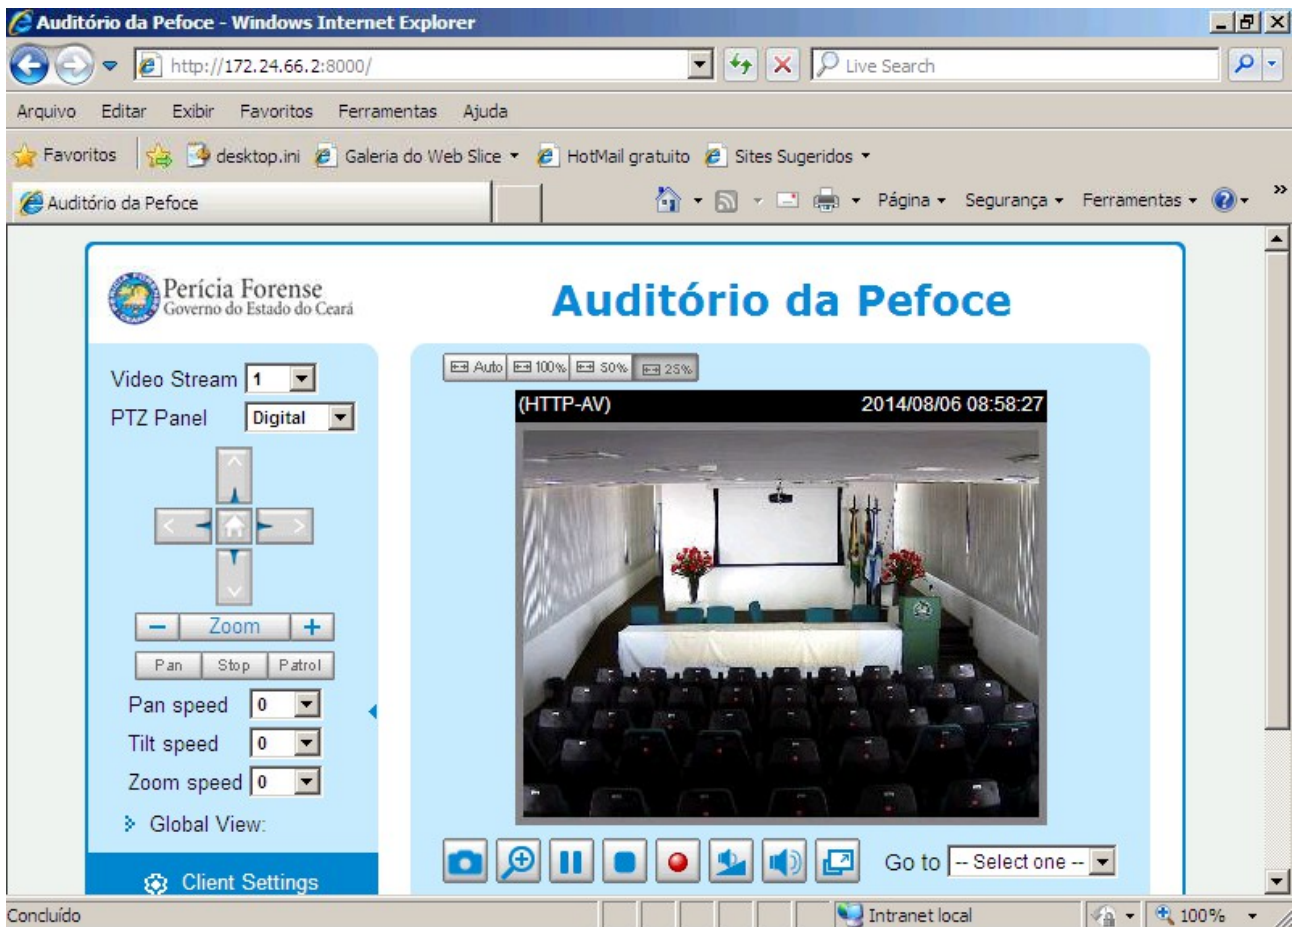 Auditório da Pefoce - Windows Internet Explorer
http://172.24.66.2:8000/
Live Search
Arquivo Editar Exibir Favoritos Ferramentas Ajuda
Favoritos desktop.ini Galeria do Web Slice HotMail gratuito Sites Sugeridos
Auditório da Pefoce Página Segurança Ferramentas »
Perícia Forense
Governo do Estado do Ceará
Auditório da Pefoce
Auto 100% 50% 25%
Video Stream 1
PTZ Panel Digital
(HTTP-AV) 2014/08/06 08:58:27
− Zoom +
Pan Stop Patrol
Pan speed 0
Tilt speed 0
Zoom speed 0
Global View:
Go to -- Select one --
Client Settings
Concluído Intranet local 100%